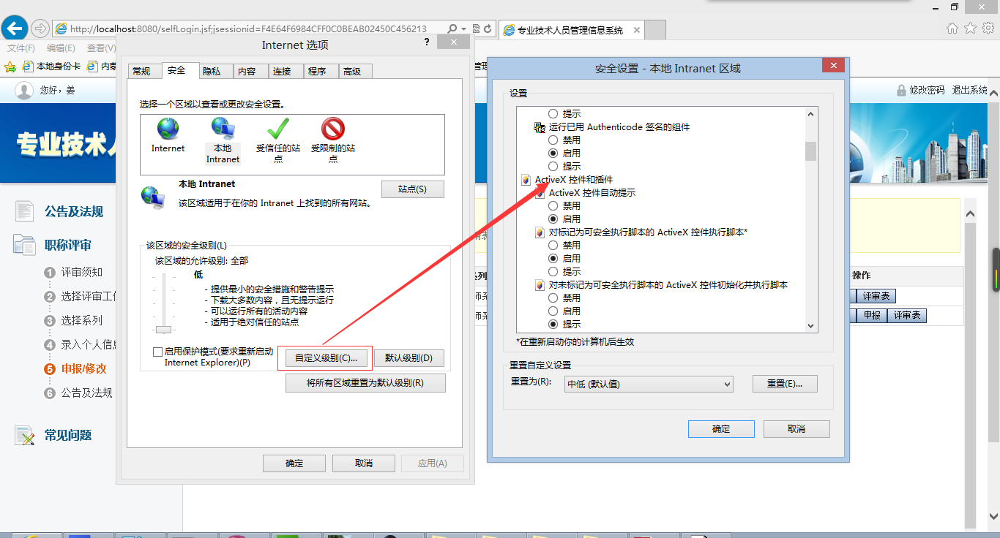 http://localhost:8080/selfLogin.jsf;jsessionid=F4E64F6984CFF0C0BEAB02450C456213
专业技术人员管理信息系统
文件(F) 编辑(E) 查看(V)
本地身份卡
您好，姜
修改密码 退出系统
专业技术
公告及法规
职称评审
1 评审须知
2 选择评审工
3 选择系列
4 录入个人信
5 申报/修改
6 公告及法规
常见问题
操作
评审表
申报 评审表
Internet 选项
?
常规 安全 隐私 内容 连接 程序 高级
选择一个区域以查看或更改安全设置。
Internet
本地
Intranet
受信任的站
点
受限制的站
点
本地 Intranet
站点(S)
该区域适用于在你的 Intranet 上找到的所有网站。
该区域的安全级别(L)
该区域的允许级别: 全部
低
- 提供最小的安全措施和警告提示
- 下载大多数内容，且无提示运行
- 可以运行所有的活动内容
- 适用于绝对信任的站点
启用保护模式(要求重新启动
Internet Explorer)(P)
自定义级别(C)...
默认级别(D)
将所有区域重置为默认级别(R)
确定 取消 应用(A)
安全设置 - 本地 Intranet 区域
设置
提示
运行已用 Authenticode 签名的组件
禁用
启用
提示
ActiveX 控件和插件
ActiveX 控件自动提示
禁用
启用
对标记为可安全执行脚本的 ActiveX 控件执行脚本*
禁用
启用
提示
对未标记为可安全执行脚本的 ActiveX 控件初始化并执行脚本
禁用
启用
提示
*在重新启动你的计算机后生效
重置自定义设置
重置为(R):
中低 (默认值)
重置(E)...
确定 取消